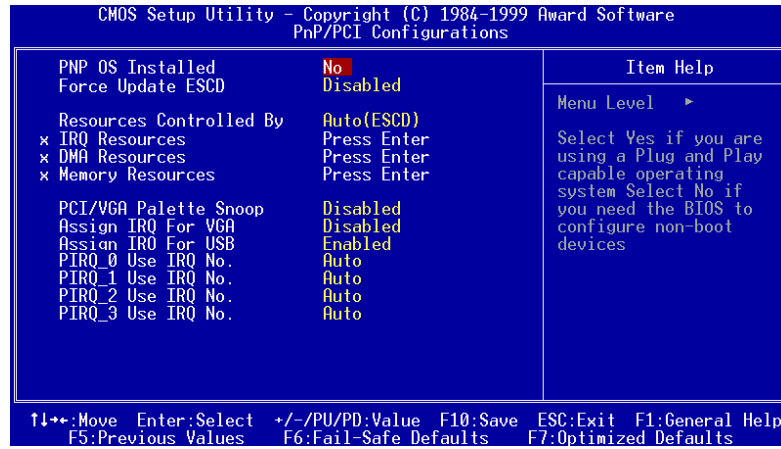 CMOS Setup Utility - Copyright (C) 1984-1999 Award Software
PnP/PCI Configurations
PNP OS Installed No
Force Update ESCD Disabled
Resources Controlled By Auto(ESCD)
x IRQ Resources Press Enter
x DMA Resources Press Enter
x Memory Resources Press Enter
PCI/VGA Palette Snoop Disabled
Assign IRQ For VGA Disabled
Assign IRQ For USB Enabled
PIRQ_0 Use IRQ No. Auto
PIRQ_1 Use IRQ No. Auto
PIRQ_2 Use IRQ No. Auto
PIRQ_3 Use IRQ No. Auto
Item Help
Menu Level ►
Select Yes if you are
using a Plug and Play
capable operating
system Select No if
you need the BIOS to
configure non-boot
devices
↑↓→←:Move Enter:Select +/-/PU/PD:Value F10:Save ESC:Exit F1:General Help
F5:Previous Values F6:Fail-Safe Defaults F7:Optimized Defaults